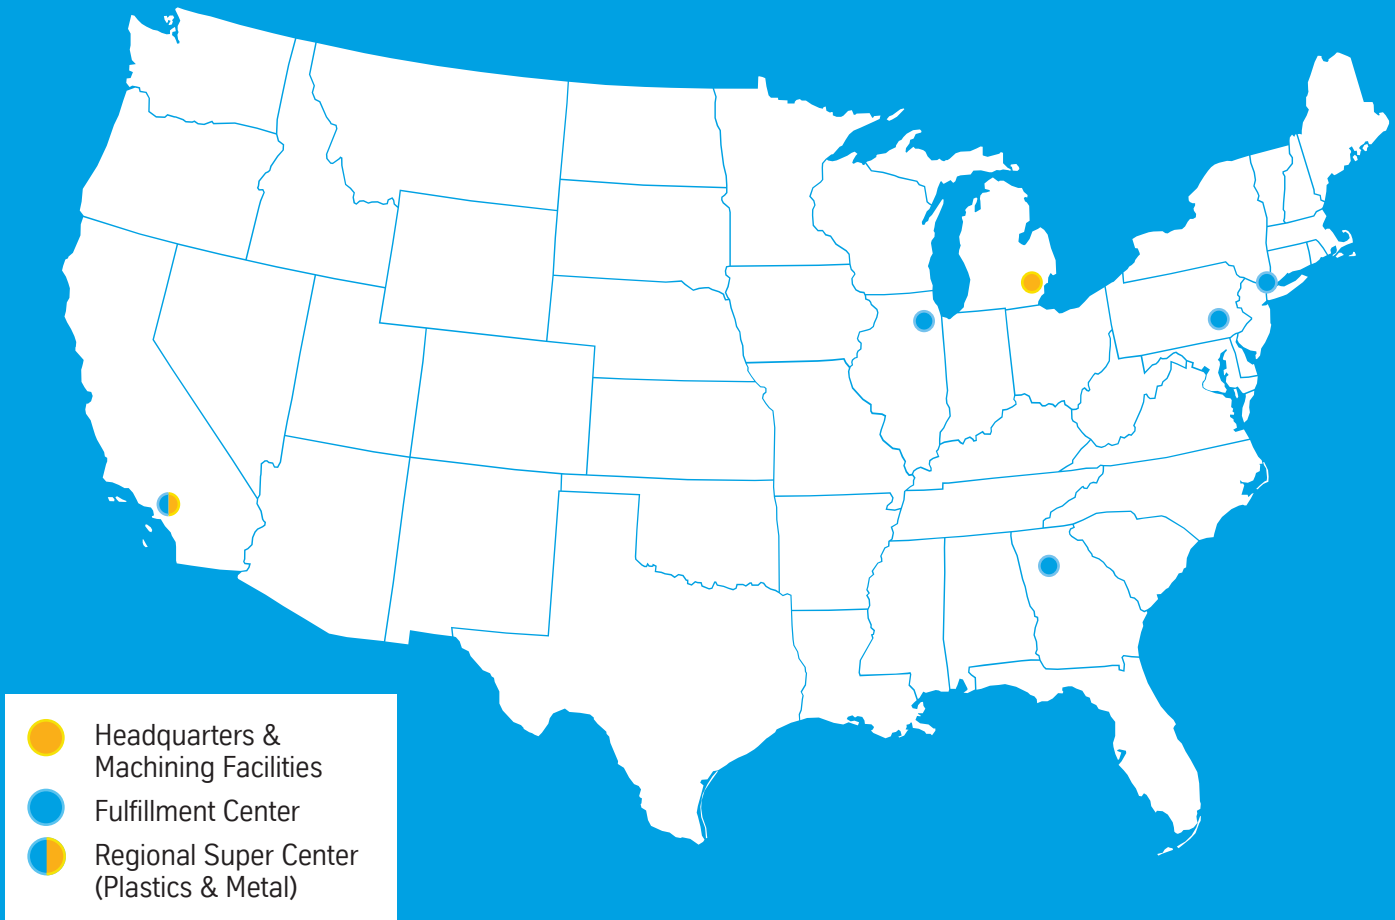 Headquarters &
Machining Facilities
Fulfillment Center
Regional Super Center
(Plastics & Metal)